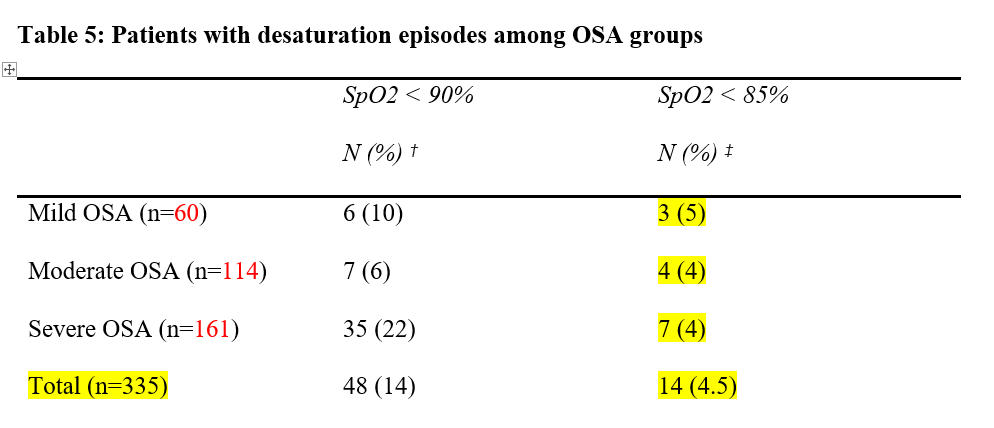 Table 5: Patients with desaturation episodes among OSA groups
SpO2 < 90% SpO2 < 85%
N (%) † N (%) ‡
Mild OSA (n=60) 6 (10) 3 (5)
Moderate OSA (n=114) 7 (6) 4 (4)
Severe OSA (n=161) 35 (22) 7 (4)
Total (n=335) 48 (14) 14 (4.5)